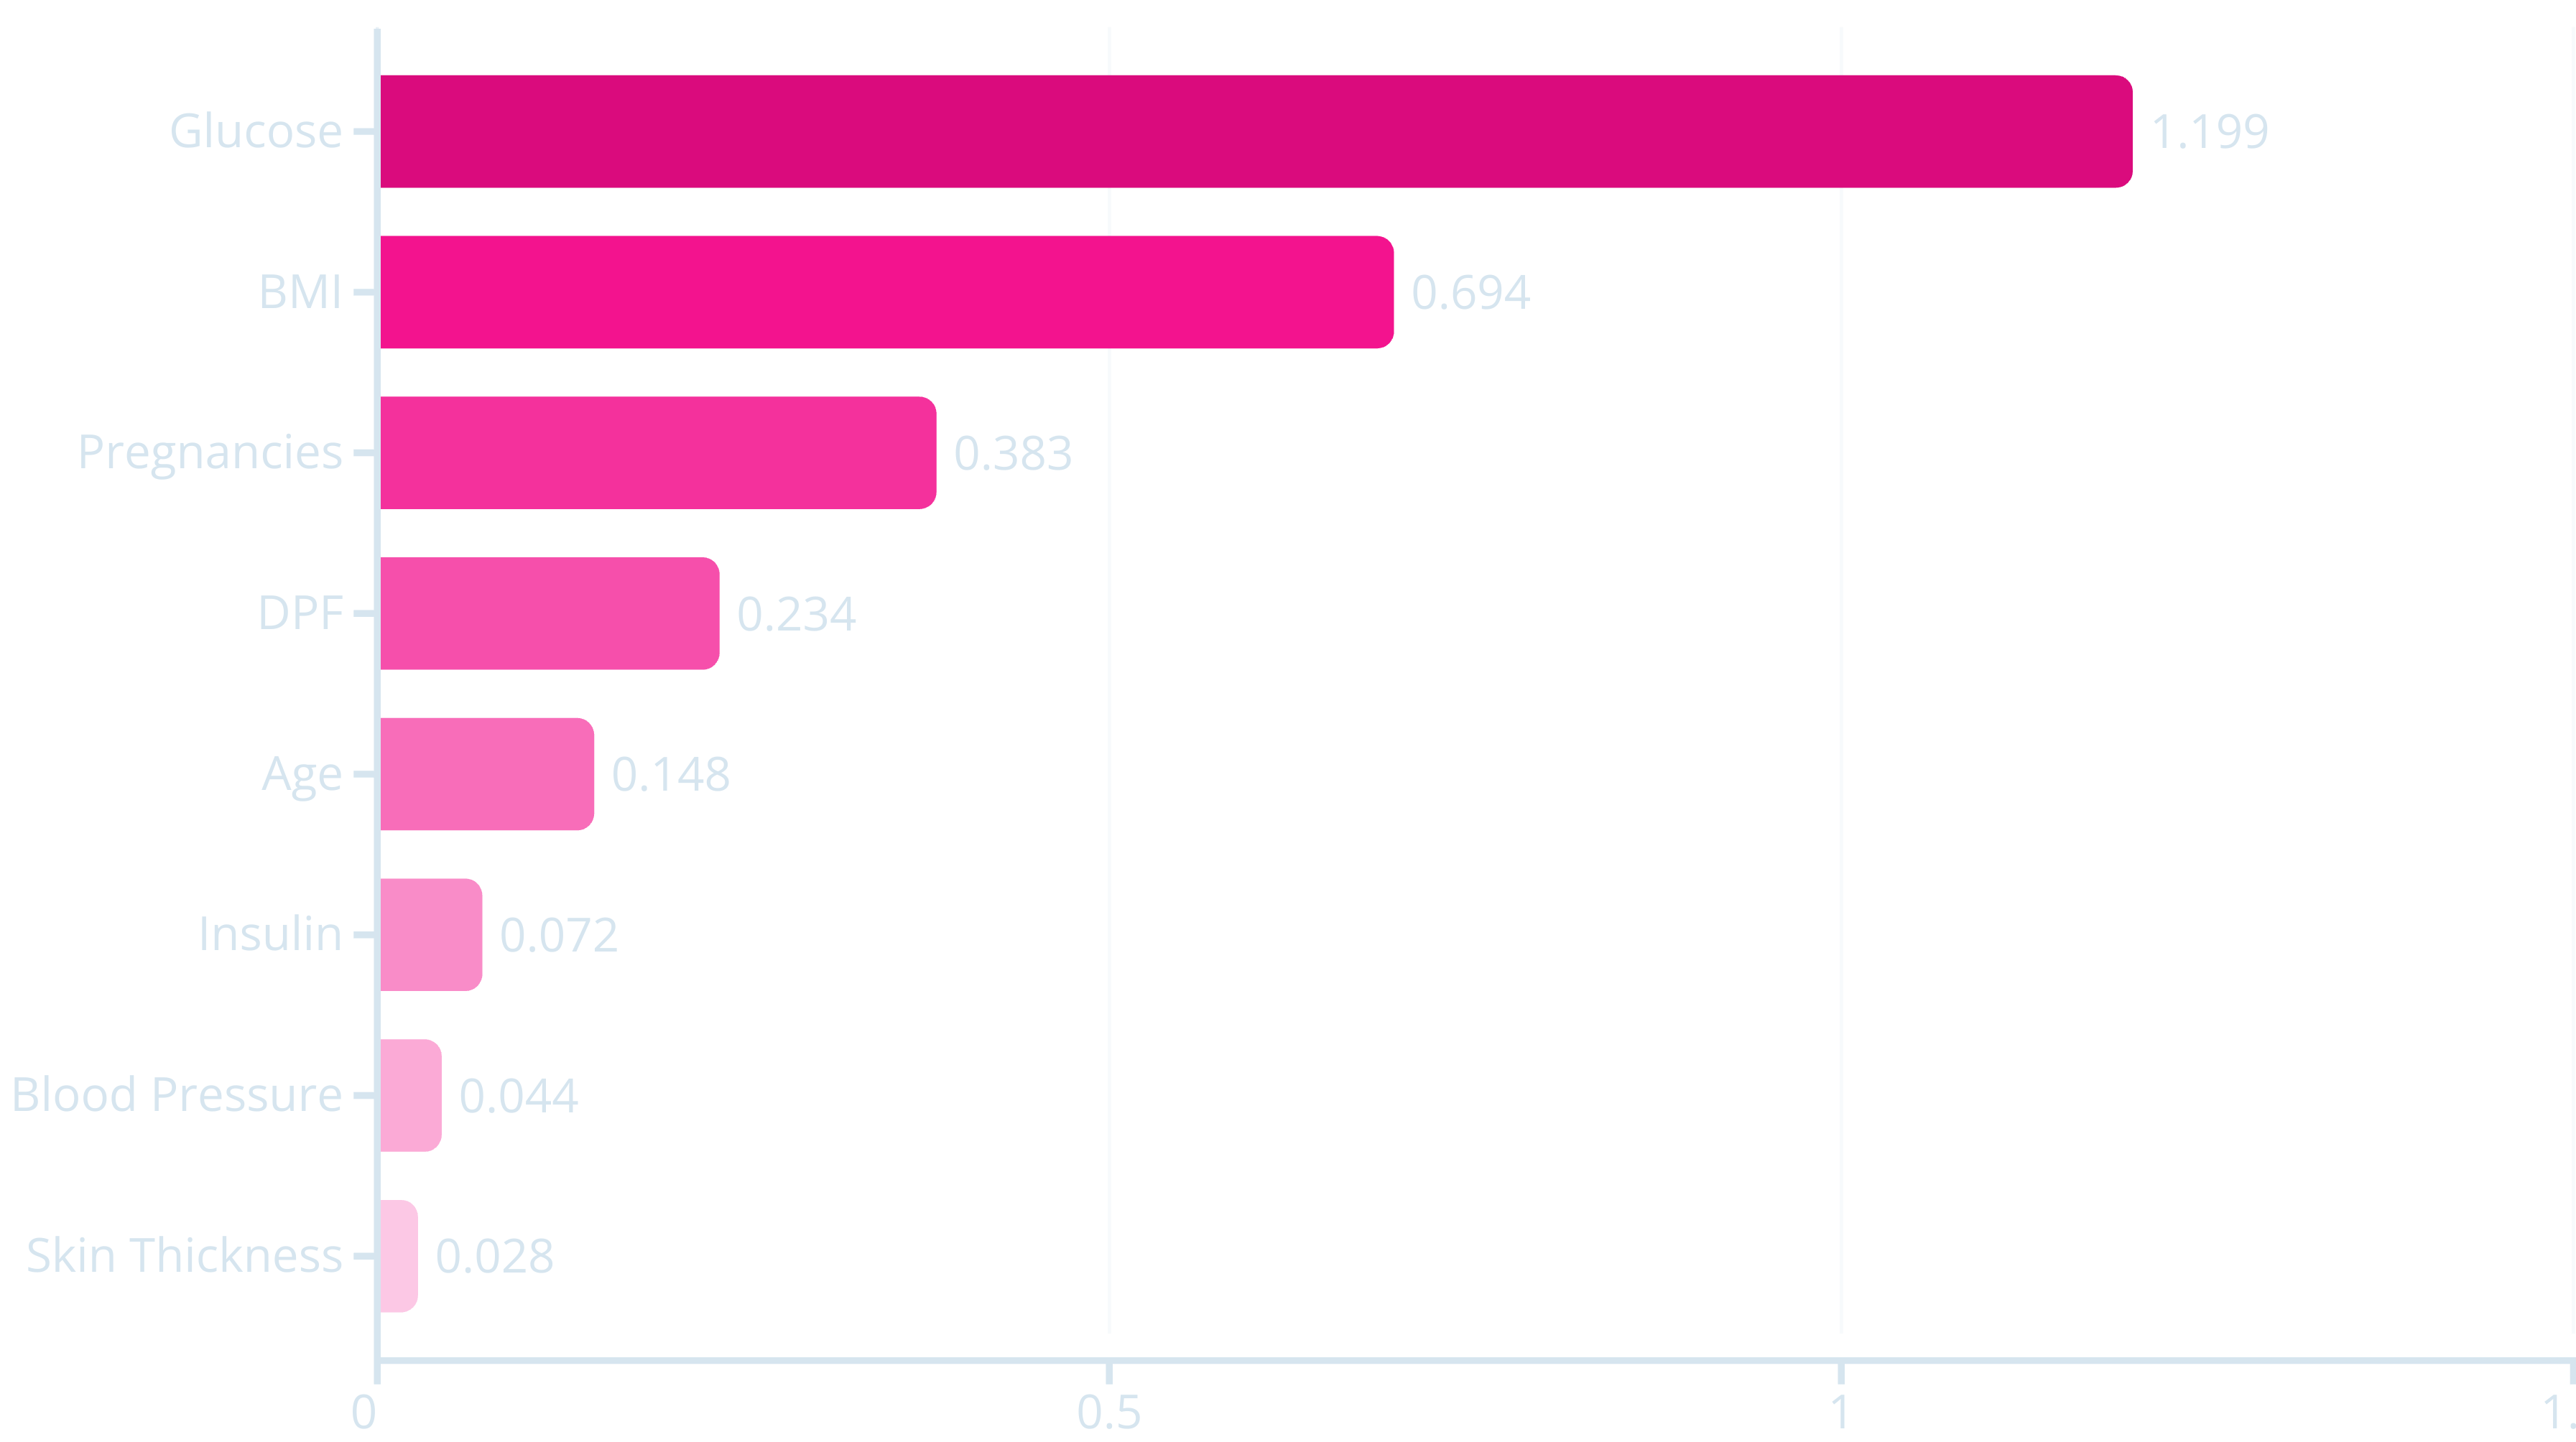 Glucose 1.199
BMI 0.694
Pregnancies 0.383
DPF 0.234
Age 0.148
Insulin 0.072
Blood Pressure 0.044
Skin Thickness 0.028
0 0.5 1 1.